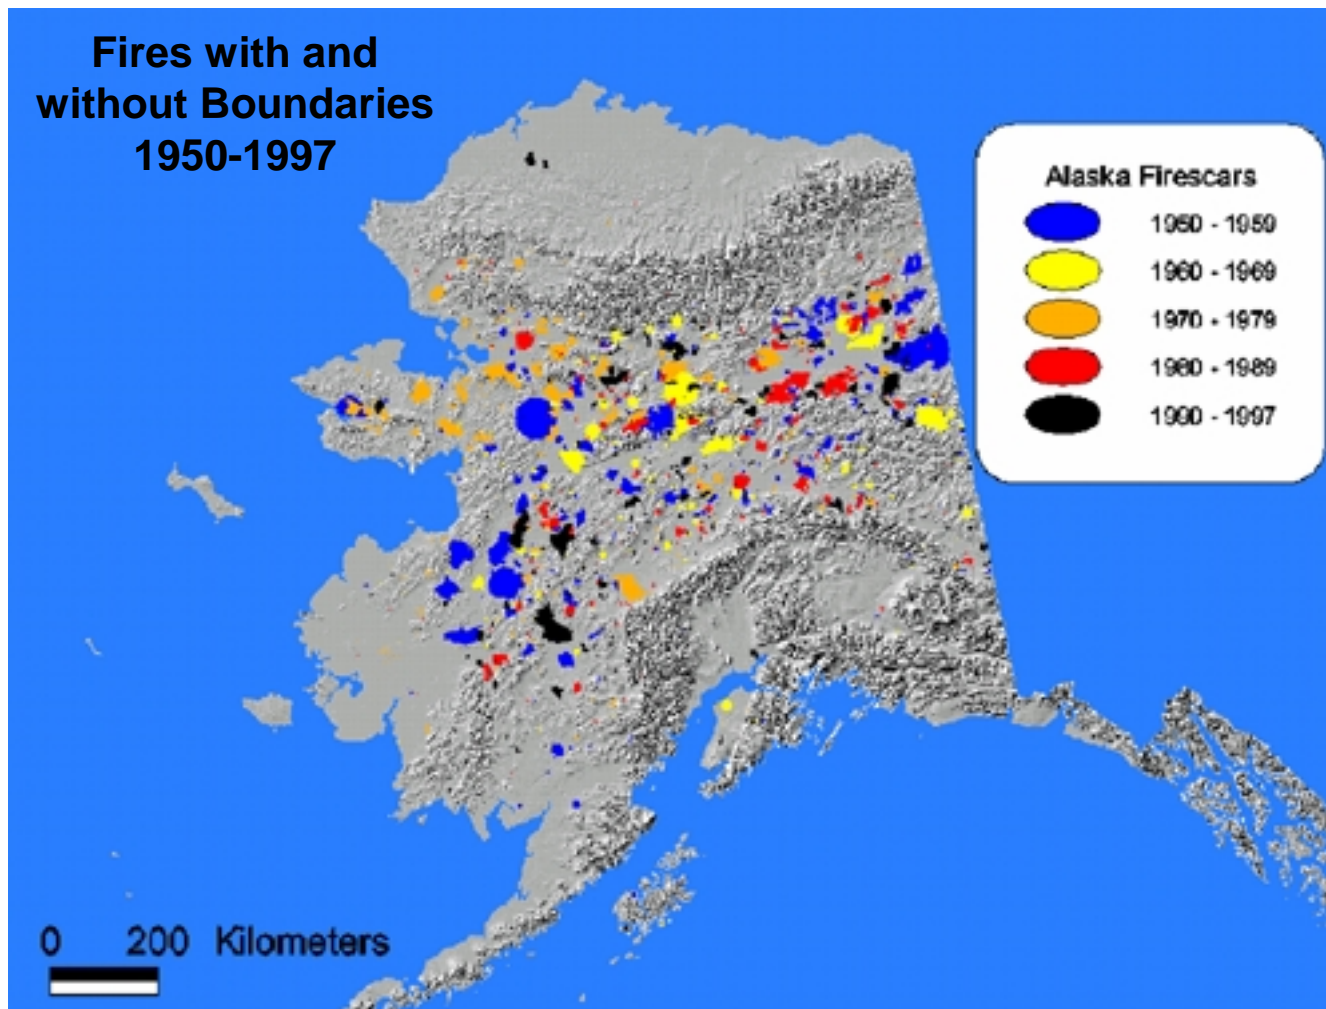 Fires with and
without Boundaries
1950-1997
Alaska Firescars
1950 - 1959
1960 - 1969
1970 - 1979
1980 - 1989
1990 - 1997
0 200 Kilometers